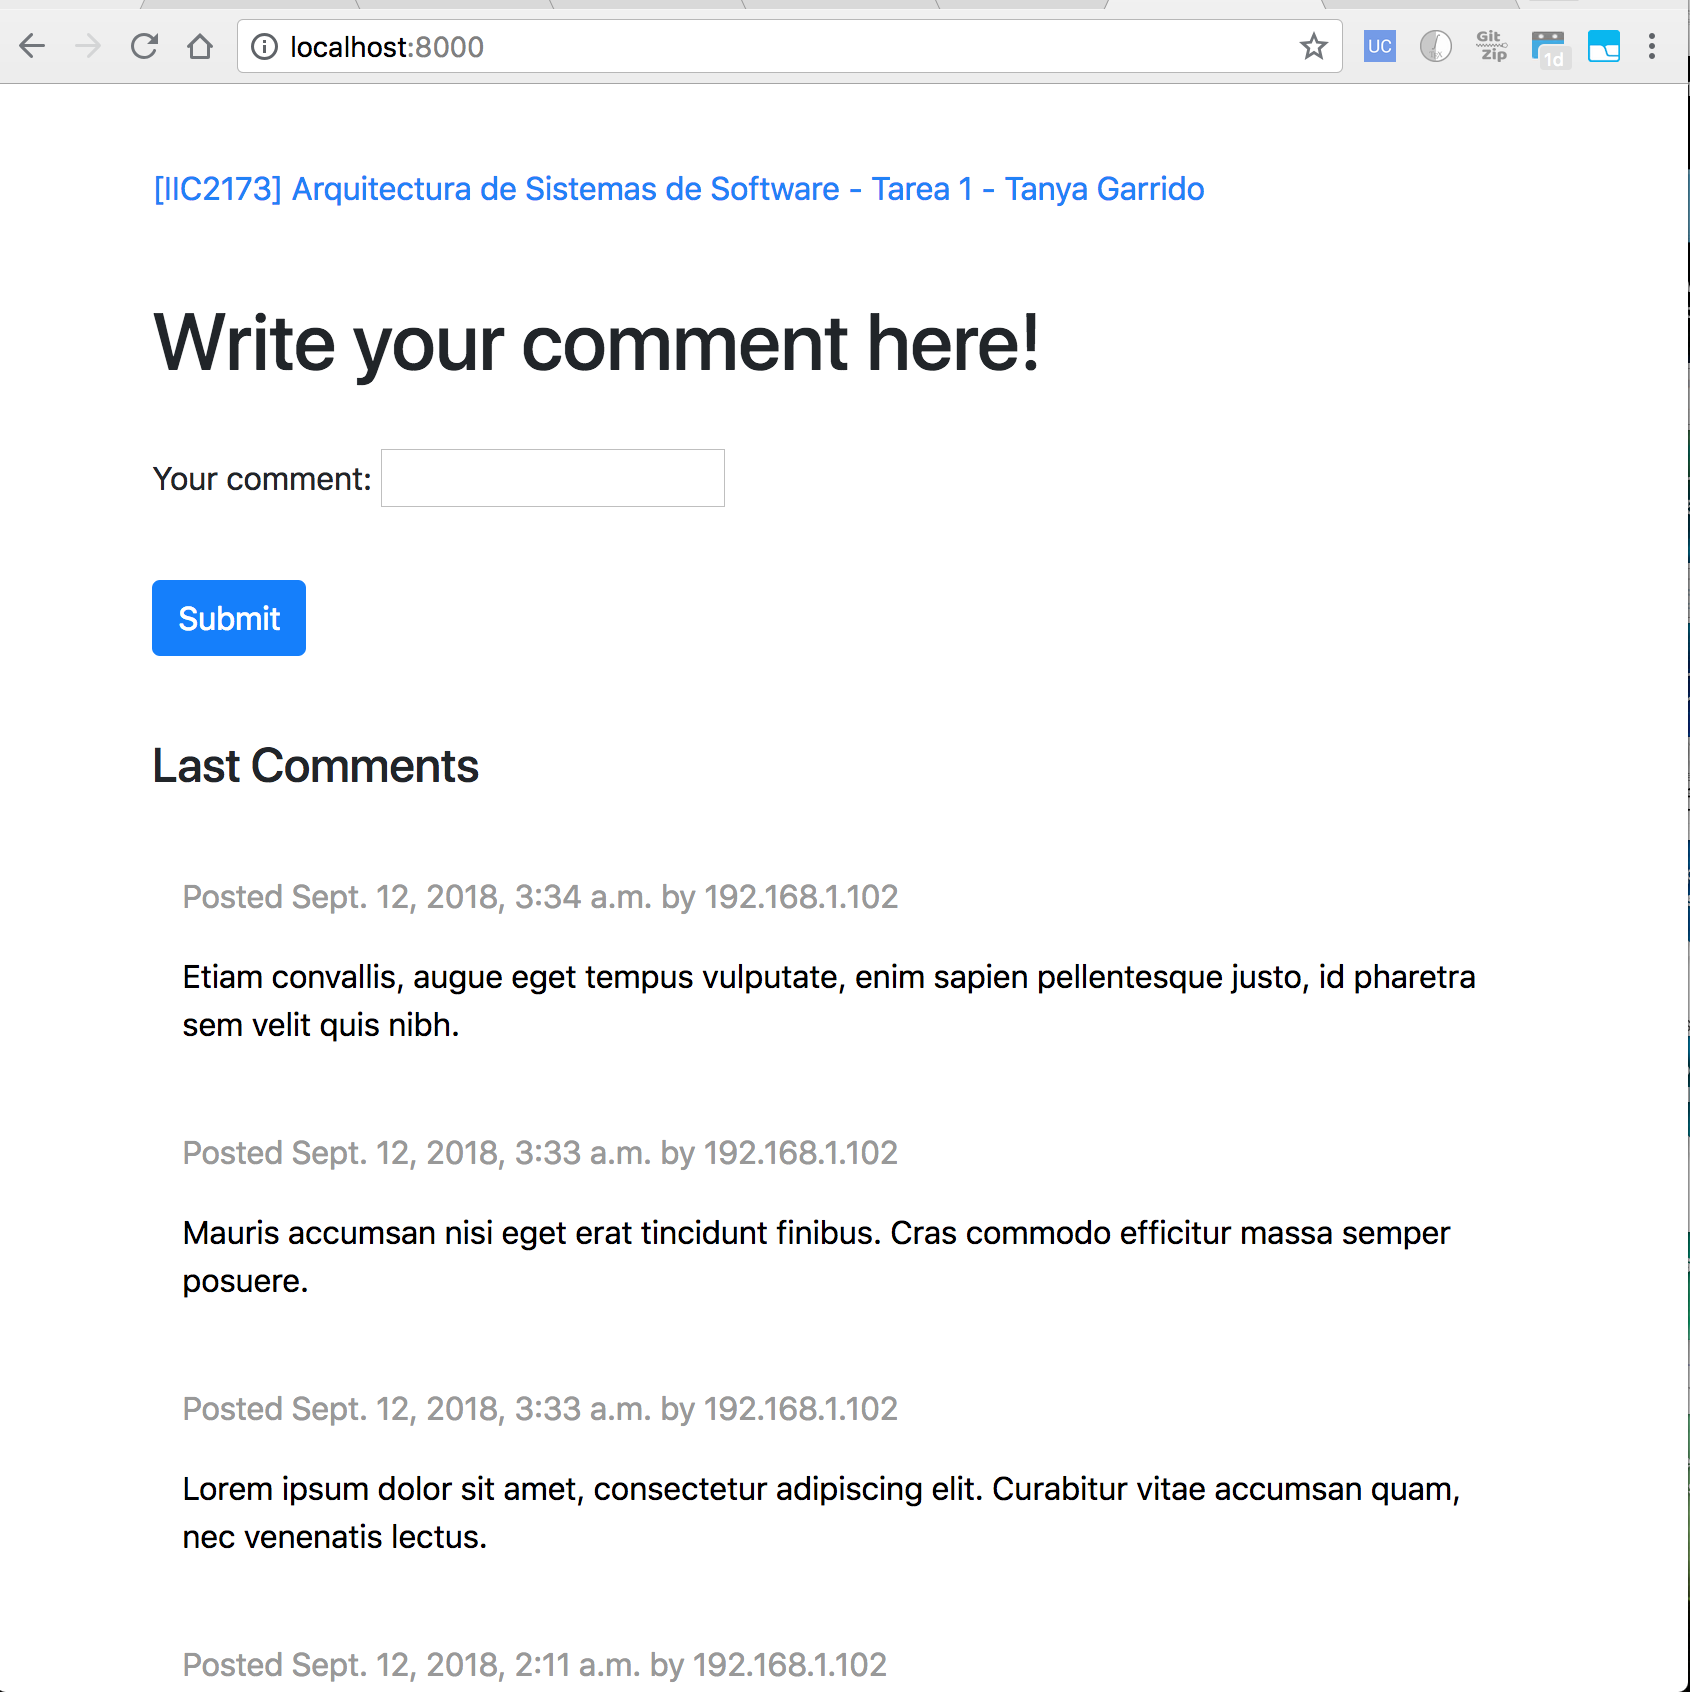 localhost:8000
UC
Git
Zip
1d
[IIC2173] Arquitectura de Sistemas de Software - Tarea 1 - Tanya Garrido
Write your comment here!
Your comment:
Submit
Last Comments
Posted Sept. 12, 2018, 3:34 a.m. by 192.168.1.102
Etiam convallis, augue eget tempus vulputate, enim sapien pellentesque justo, id pharetra
sem velit quis nibh.
Posted Sept. 12, 2018, 3:33 a.m. by 192.168.1.102
Mauris accumsan nisi eget erat tincidunt finibus. Cras commodo efficitur massa semper
posuere.
Posted Sept. 12, 2018, 3:33 a.m. by 192.168.1.102
Lorem ipsum dolor sit amet, consectetur adipiscing elit. Curabitur vitae accumsan quam,
nec venenatis lectus.
Posted Sept. 12, 2018, 2:11 a.m. by 192.168.1.102